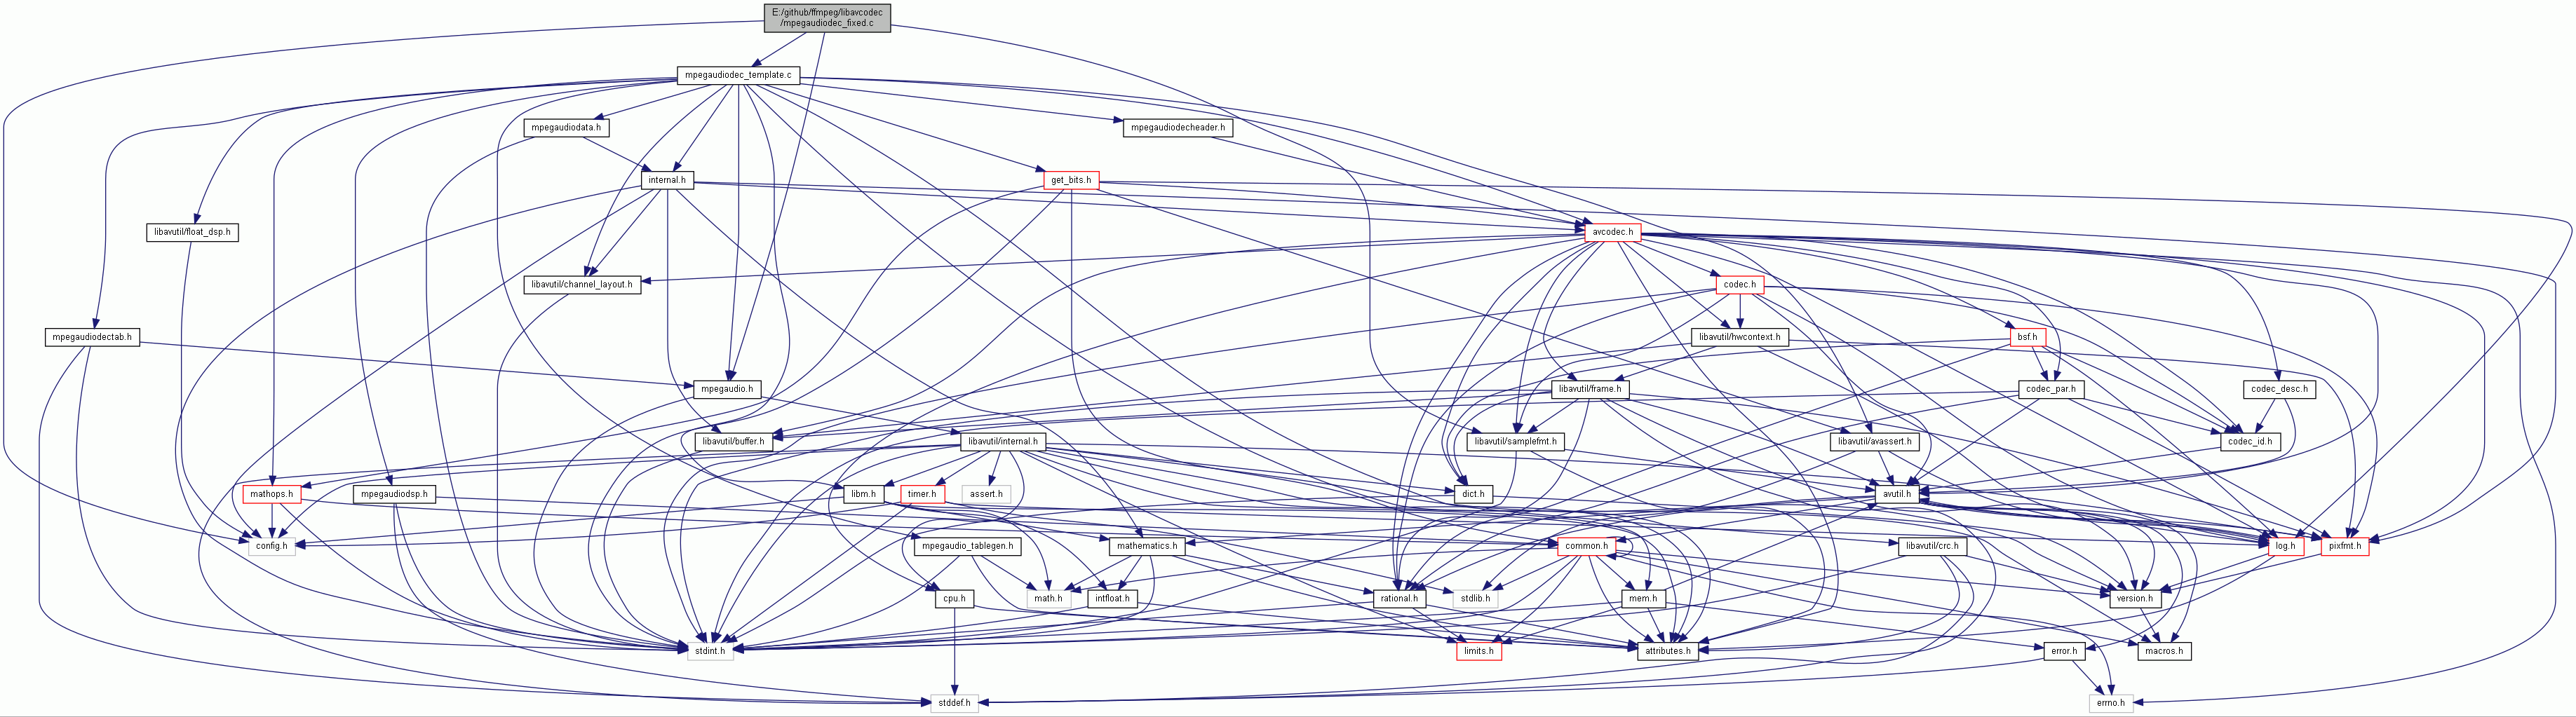 E:/github/ffmpeg/libavcodec
/mpegaudiodec_fixed.c
mpegaudiodec_template.c
mpegaudiodata.h
mpegaudiodecheader.h
internal.h
get_bits.h
libavutil/float_dsp.h
avcodec.h
libavutil/channel_layout.h
codec.h
mpegaudiodectab.h
libavutil/hwcontext.h
bsf.h
mpegaudio.h
libavutil/frame.h
codec_par.h
codec_desc.h
libavutil/buffer.h
libavutil/internal.h
libavutil/samplefmt.h
libavutil/avassert.h
codec_id.h
mathops.h
mpegaudiodsp.h
libm.h
timer.h
assert.h
dict.h
avutil.h
config.h
mpegaudio_tablegen.h
mathematics.h
common.h
libavutil/crc.h
log.h
pixfmt.h
cpu.h
math.h
intfloat.h
rational.h
stdlib.h
mem.h
version.h
stdint.h
limits.h
attributes.h
error.h
macros.h
stddef.h
errno.h